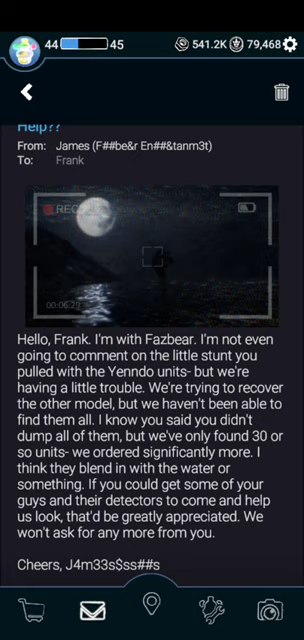 44 45 541.2K 79,468
Help??
From: James (F##be&r En##&tanm3t)
To: Frank
REC
00:06:29
Hello, Frank. I'm with Fazbear. I'm not even
going to comment on the little stunt you
pulled with the Yenndo units- but we're
having a little trouble. We're trying to recover
the other model, but we haven't been able to
find them all. I know you said you didn't
dump all of them, but we've only found 30 or
so units- we ordered significantly more. I
think they blend in with the water or
something. If you could get some of your
guys and their detectors to come and help
us look, that'd be greatly appreciated. We
won't ask for any more from you.
Cheers, J4m33s$ss##s